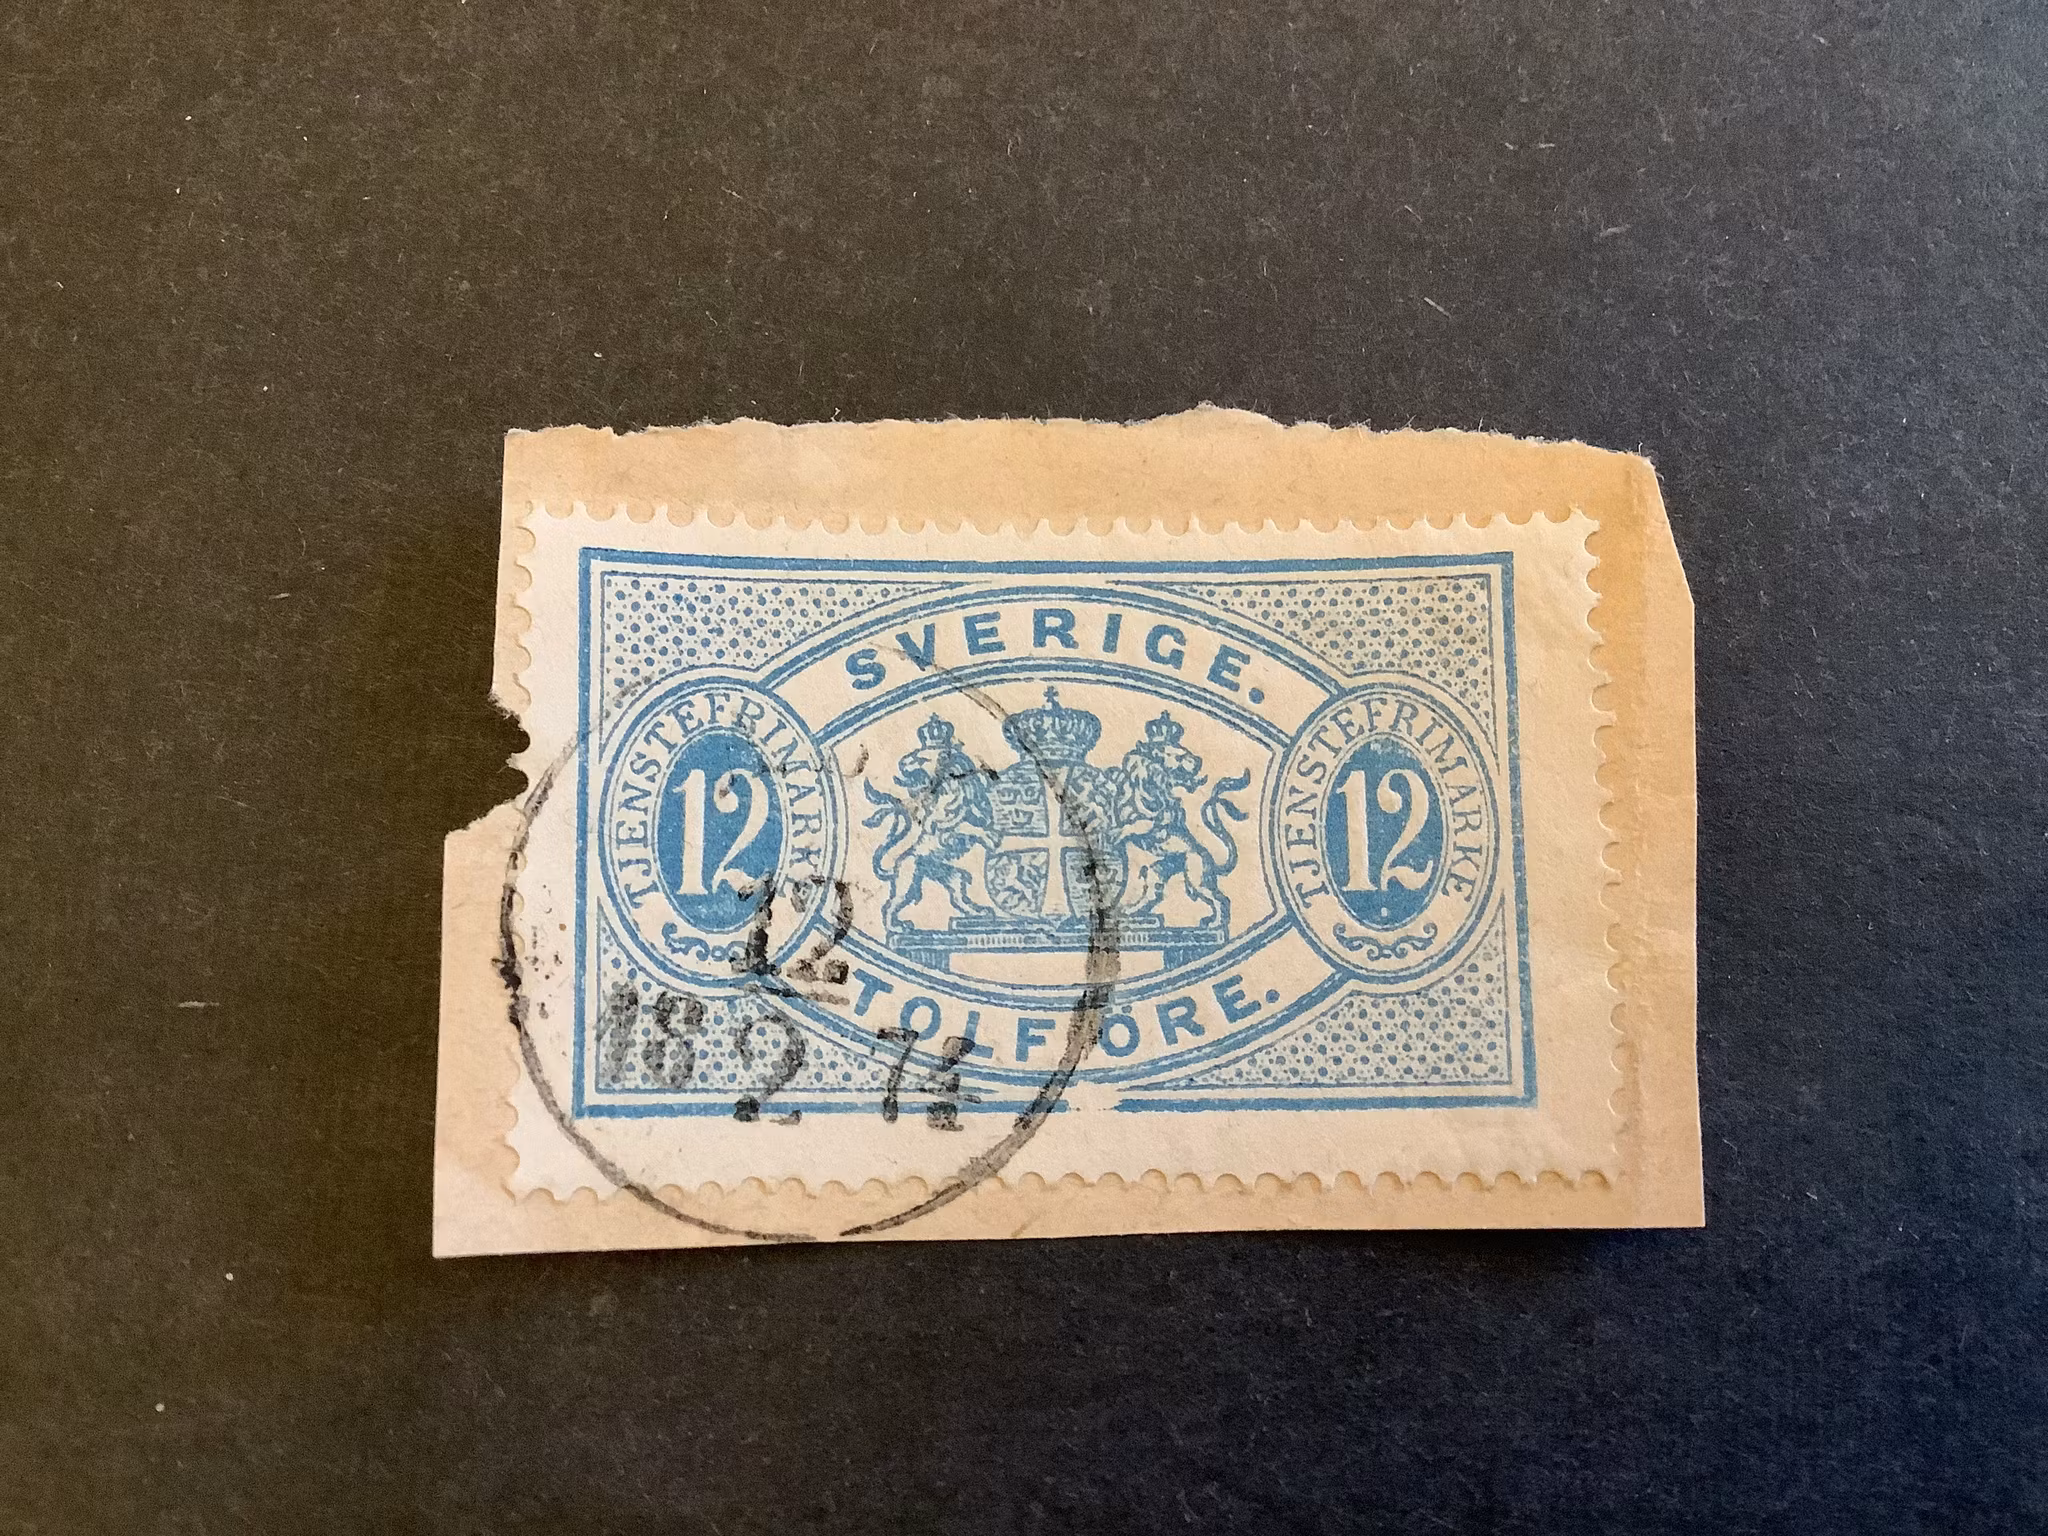 SVERIGE.
TJENSTEFRIMARKE
12
TJENSTEFRIMARKE
12
TOLF ÖRE.
12
18 2 74